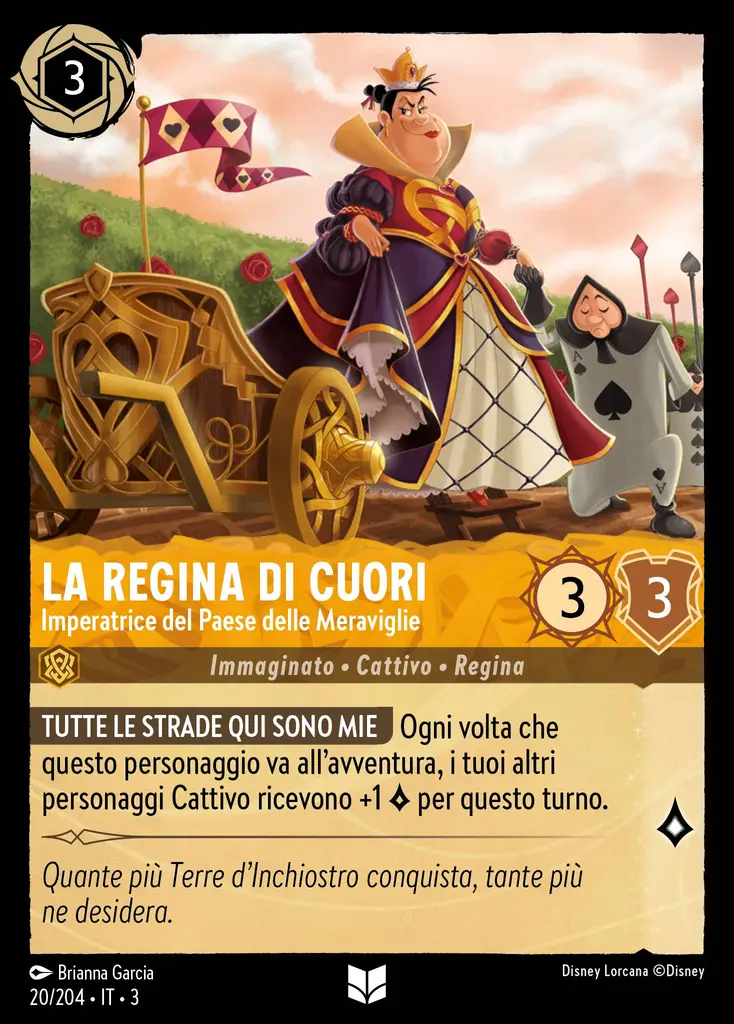 3
LA REGINA DI CUORI
Imperatrice del Paese delle Meraviglie
3
3
Immaginato • Cattivo • Regina
TUTTE LE STRADE QUI SONO MIE Ogni volta che
questo personaggio va all’avventura, i tuoi altri
personaggi Cattivo ricevono +1 per questo turno.
Quante più Terre d’Inchiostro conquista, tante più
ne desidera.
Brianna Garcia
Disney Lorcana ©Disney
20/204 • IT • 3